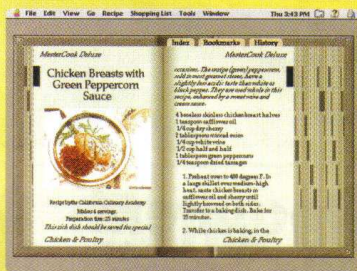 File Edit View Go Recipe Shopping List Tools Window Thu 3:43 PM
Index Bookmarks History
MasterCook Deluxe
Chicken Breasts with
Green Peppercorn
Sauce
Recipe by the California Culinary Academy
Makes 4 servings
Preparation time: 25 minutes
This rich dish should be saved for special
Chicken & Poultry
MasterCook Deluxe
occasions. The recipe (green) peppercorns,
sold in most gourmet stores, have a
slightly less acidic taste than white or
black pepper. They are used whole in this
recipe, enhanced by a sweet wine and
cream sauce.
4 boneless skinless chicken breast halves
1 teaspoon safflower oil
1/4 cup dry sherry
2 tablespoons minced onion
1/4 cup white wine
1/2 cup half and half
2 tablespoons green peppercorns
1/4 teaspoon dried tarragon
1. Preheat oven to 400 degrees F. In
a large skillet over medium-high
heat, saute chicken breasts in
safflower oil and sherry until
lightly browned on both sides.
Transfer to a baking dish. Bake for
15 minutes.
2. While chicken is baking, in the
Chicken & Poultry